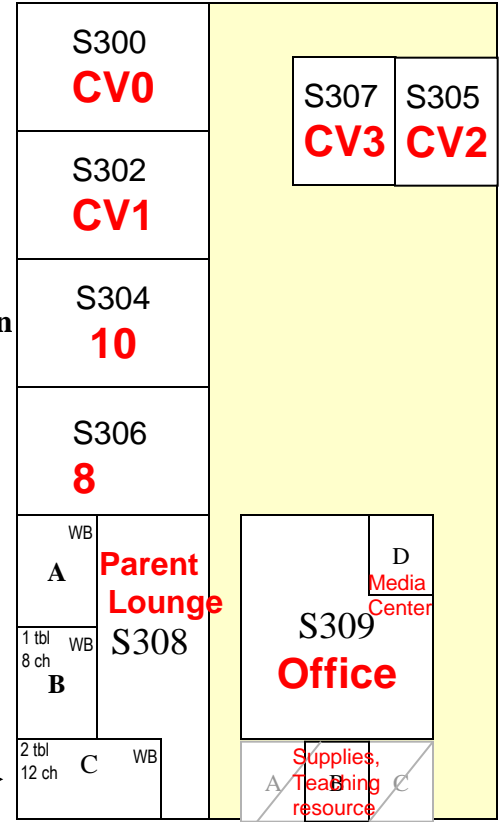 S300
CV0
S307
CV3
S305
CV2
S302
CV1
S304
n
10
S306
8
WB
A
Parent
Lounge
S308
1 tbl
8 ch
WB
B
2 tbl
12 ch
C
WB
D
Media
Center
S309
Office
Supplies,
A Teaching B C
resource